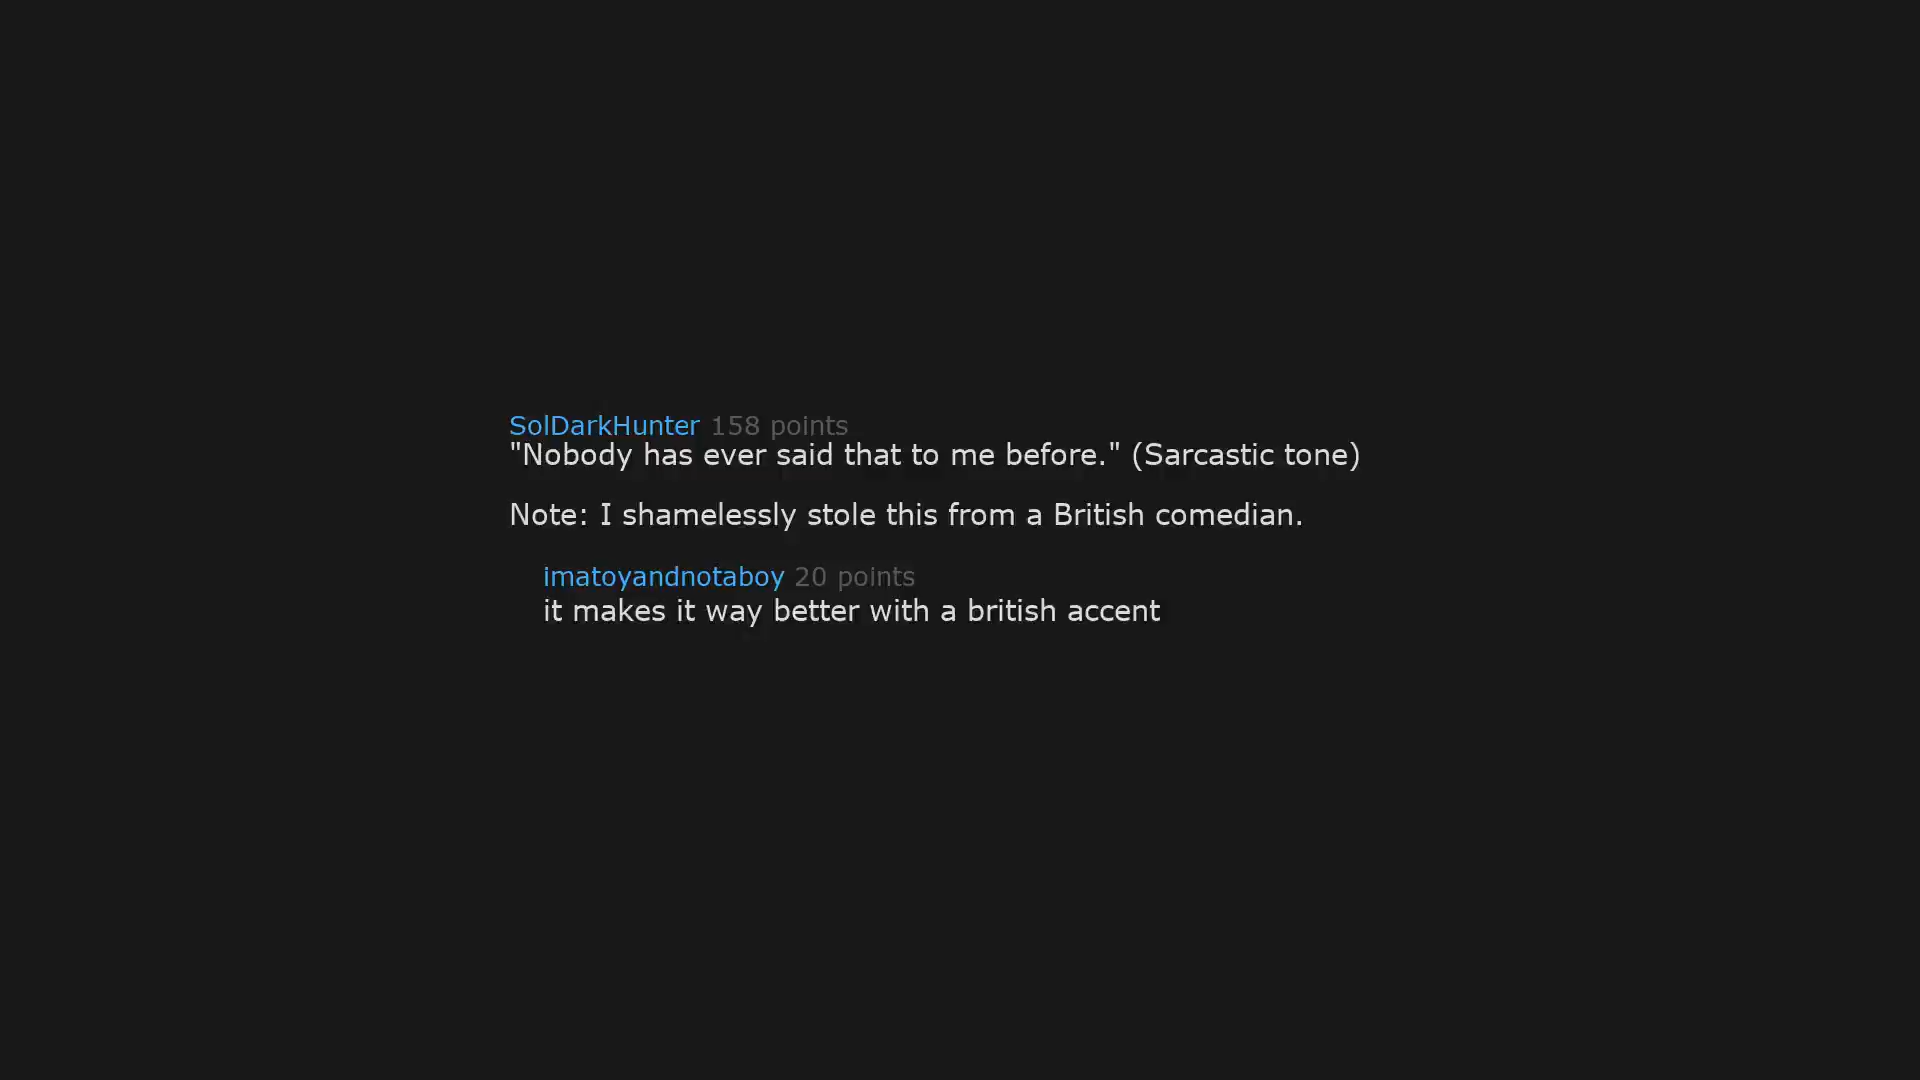 SolDarkHunter 158 points
"Nobody has ever said that to me before." (Sarcastic tone)
Note: I shamelessly stole this from a British comedian.
imatoyandnotaboy 20 points
it makes it way better with a british accent